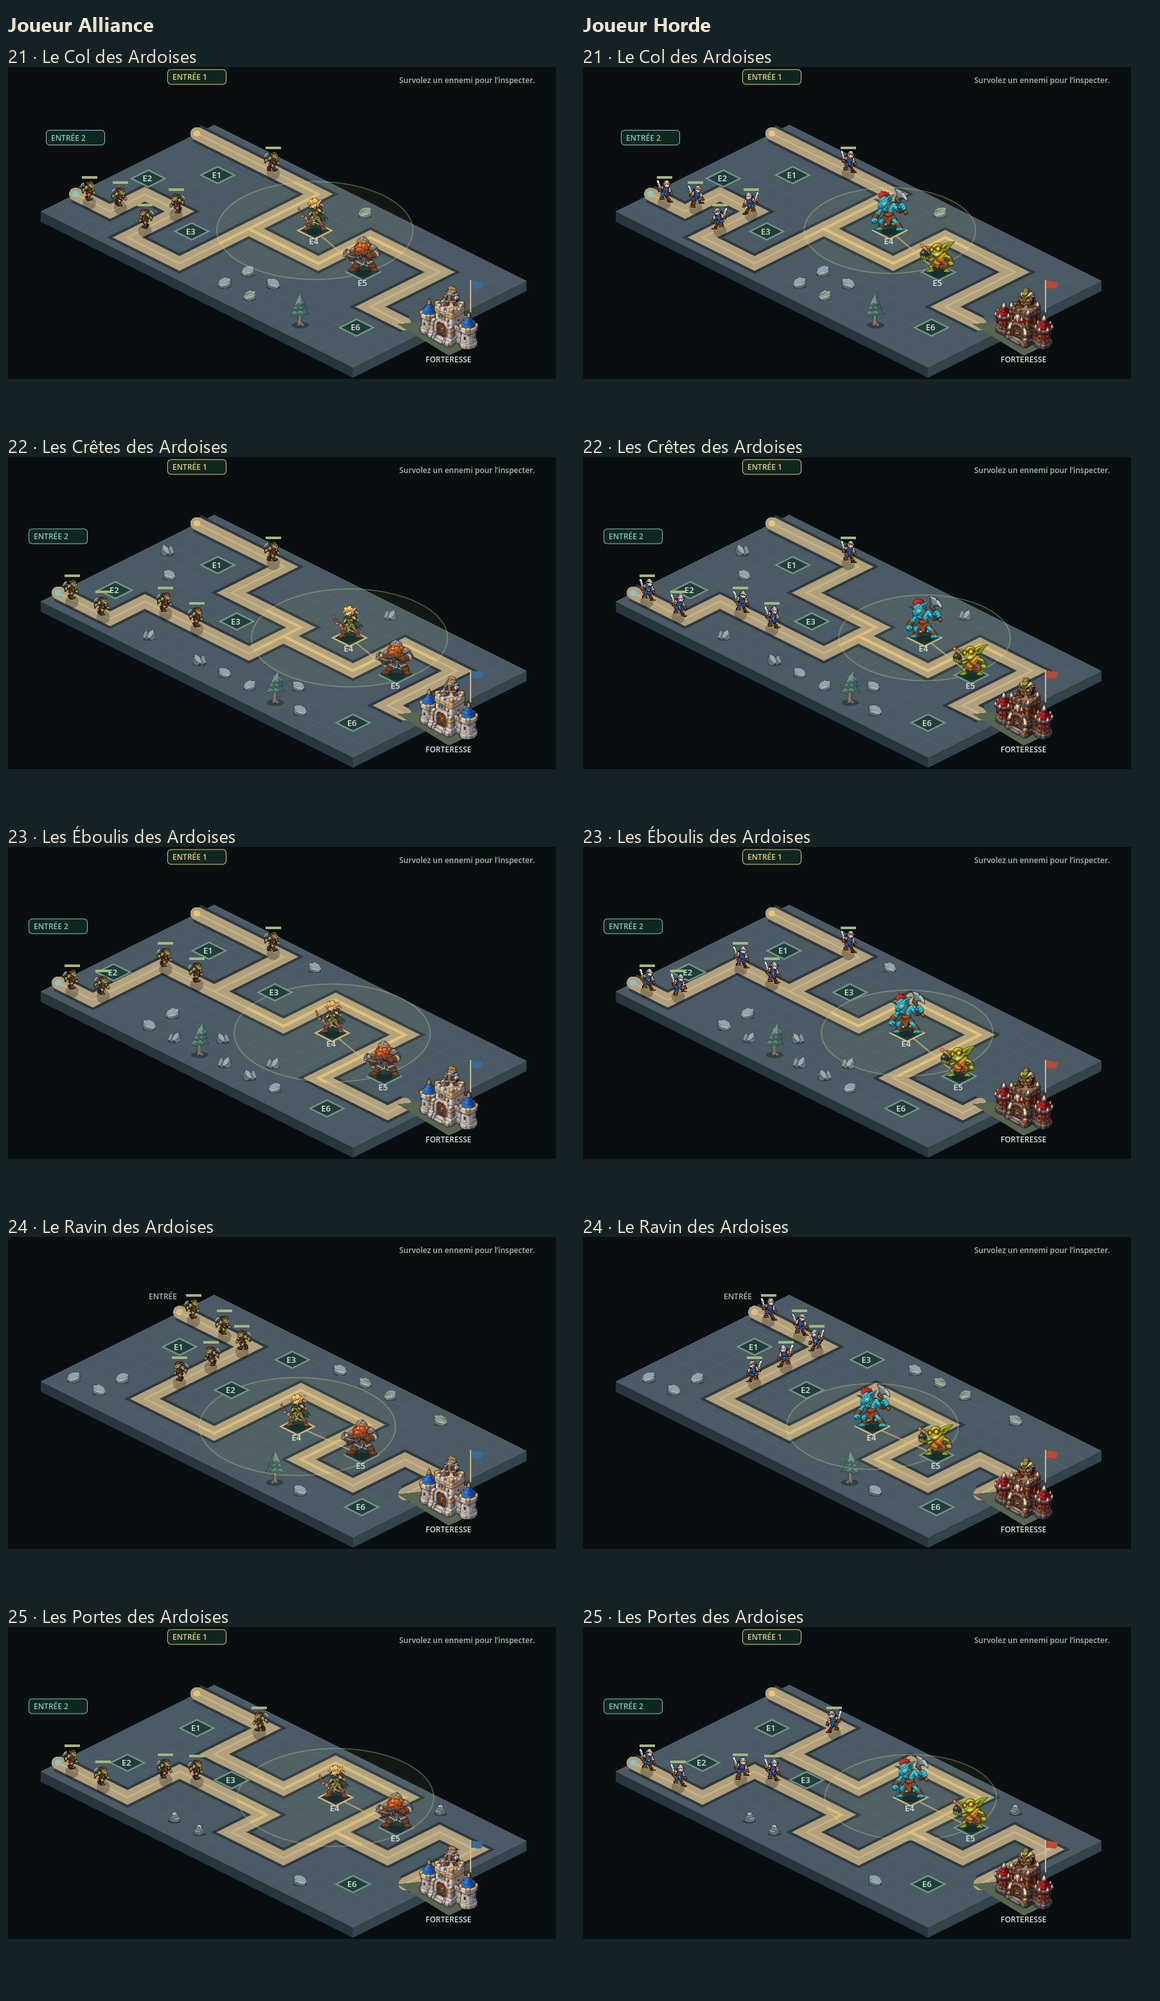 Joueur Alliance
Joueur Horde
21 · Le Col des Ardoises
21 · Le Col des Ardoises
ENTRÉE 1
Survolez un ennemi pour l'inspecter.
ENTRÉE 1
Survolez un ennemi pour l'inspecter.
ENTRÉE 2
ENTRÉE 2
E1
E2
E3
E4
E5
E6
FORTERESSE
E1
E2
E3
E4
E5
E6
FORTERESSE
22 · Les Crêtes des Ardoises
22 · Les Crêtes des Ardoises
ENTRÉE 1
Survolez un ennemi pour l'inspecter.
ENTRÉE 1
Survolez un ennemi pour l'inspecter.
ENTRÉE 2
ENTRÉE 2
E1
E2
E3
E4
E5
E6
FORTERESSE
E1
E2
E3
E4
E5
E6
FORTERESSE
23 · Les Éboulis des Ardoises
23 · Les Éboulis des Ardoises
ENTRÉE 1
Survolez un ennemi pour l'inspecter.
ENTRÉE 1
Survolez un ennemi pour l'inspecter.
ENTRÉE 2
ENTRÉE 2
E1
E2
E3
E4
E5
E6
FORTERESSE
E1
E2
E3
E4
E5
E6
FORTERESSE
24 · Le Ravin des Ardoises
24 · Le Ravin des Ardoises
Survolez un ennemi pour l'inspecter.
Survolez un ennemi pour l'inspecter.
ENTRÉE
ENTRÉE
E1
E3
E2
E4
E5
E6
FORTERESSE
E1
E3
E2
E4
E5
E6
FORTERESSE
25 · Les Portes des Ardoises
25 · Les Portes des Ardoises
ENTRÉE 1
Survolez un ennemi pour l'inspecter.
ENTRÉE 1
Survolez un ennemi pour l'inspecter.
ENTRÉE 2
ENTRÉE 2
E1
E2
E3
E4
E5
E6
FORTERESSE
E1
E2
E3
E4
E5
E6
FORTERESSE